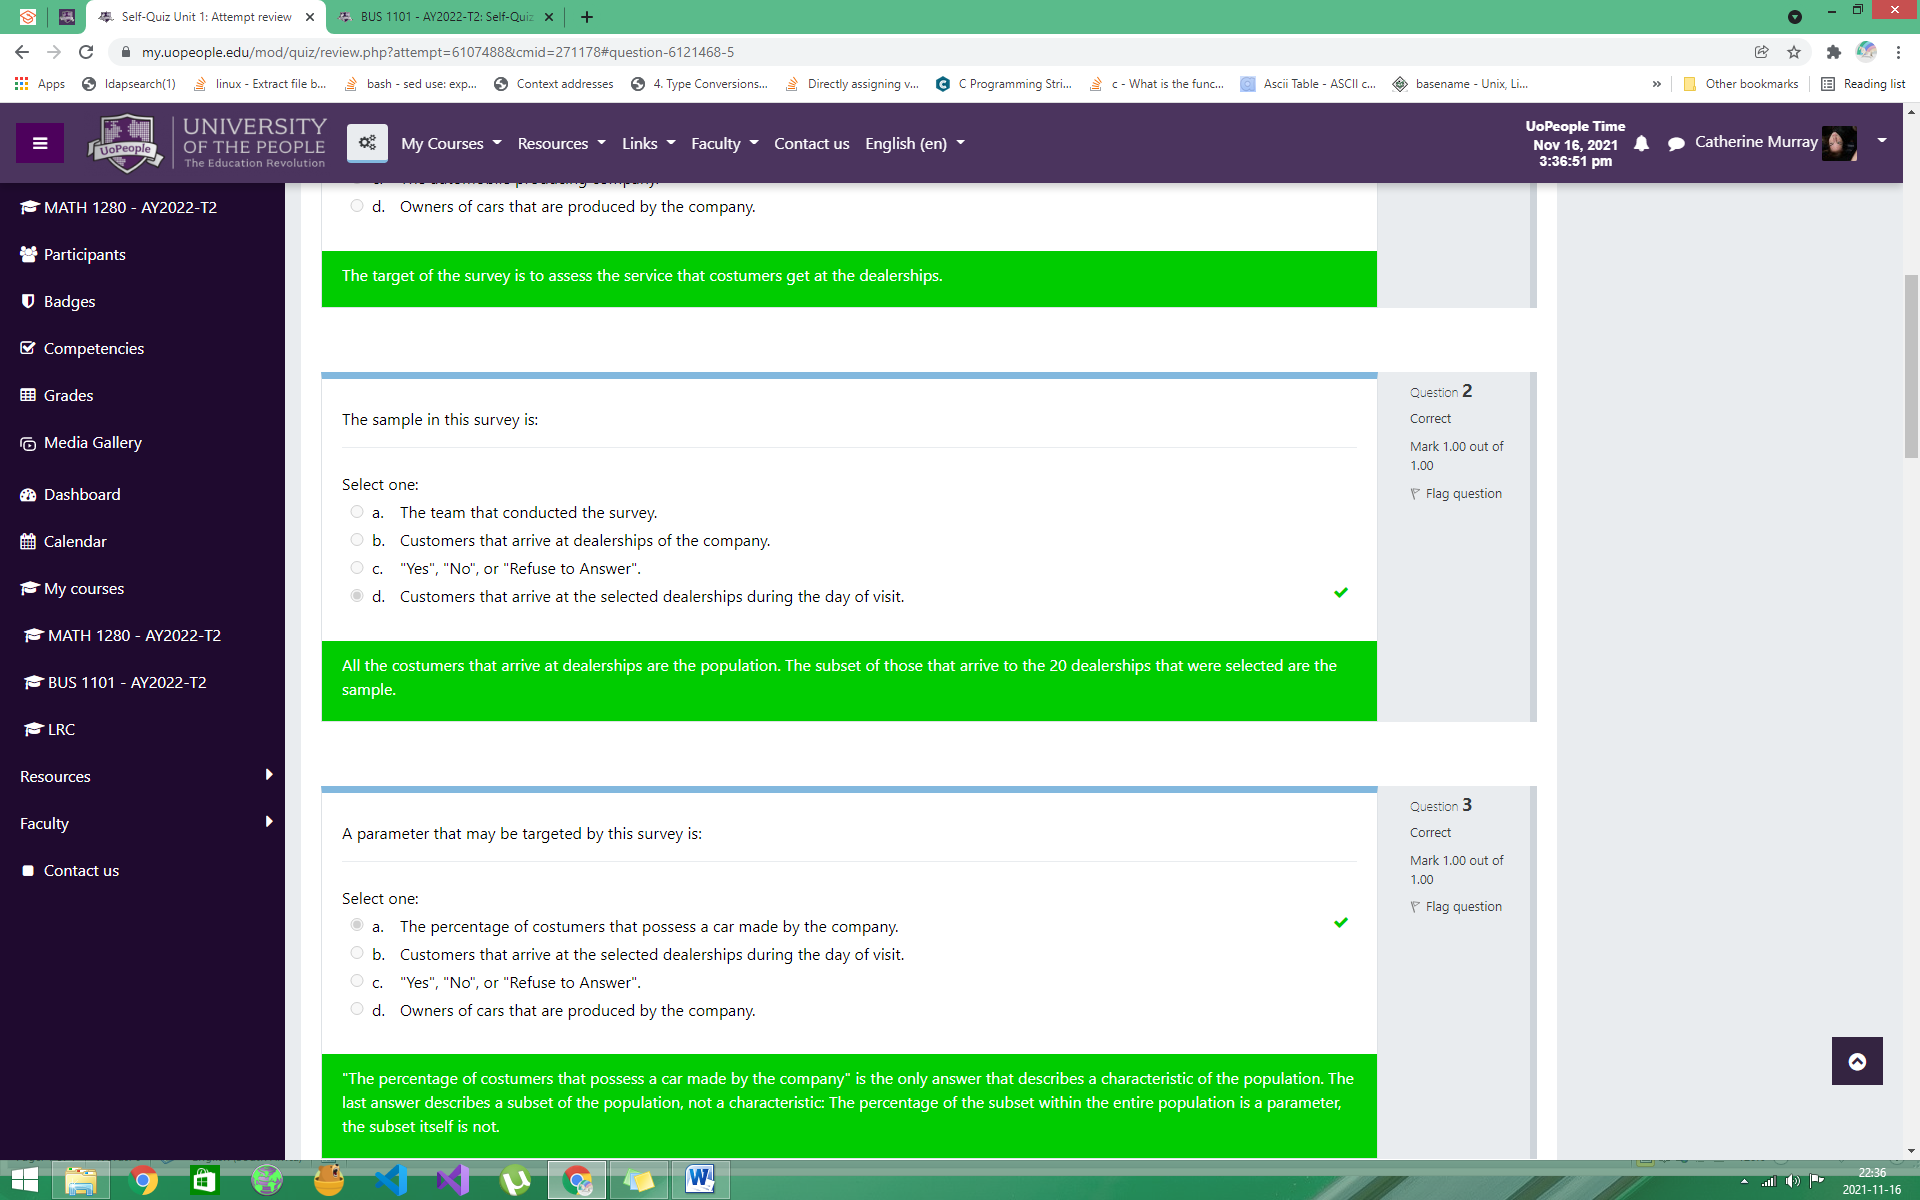 Self-Quiz Unit 1: Attempt review
BUS 1101 - AY2022-T2: Self-Quiz
my.uopeople.edu/mod/quiz/review.php?attempt=6107488&cmid=271178#question-6121468-5
Apps
ldapsearch(1)
linux - Extract file b...
bash - sed use: exp...
Context addresses
4. Type Conversions...
Directly assigning v...
C Programming Stri...
c - What is the func...
Ascii Table - ASCII c...
basename - Unix, Li...
Other bookmarks
Reading list
UoPeople
UNIVERSITY
OF THE PEOPLE
The Education Revolution
My Courses
Resources
Links
Faculty
Contact us
English (en)
UoPeople Time
Nov 16, 2021
3:36:51 pm
Catherine Murray
MATH 1280 - AY2022-T2
Participants
Badges
Competencies
Grades
Media Gallery
Dashboard
Calendar
My courses
MATH 1280 - AY2022-T2
BUS 1101 - AY2022-T2
LRC
Resources
Faculty
Contact us
The automobile producing company.
d. Owners of cars that are produced by the company.
The target of the survey is to assess the service that costumers get at the dealerships.
Question 2
Correct
Mark 1.00 out of
1.00
Flag question
The sample in this survey is:
Select one:
a. The team that conducted the survey.
b. Customers that arrive at dealerships of the company.
c. "Yes", "No", or "Refuse to Answer".
d. Customers that arrive at the selected dealerships during the day of visit.
All the costumers that arrive at dealerships are the population. The subset of those that arrive to the 20 dealerships that were selected are the
sample.
Question 3
Correct
Mark 1.00 out of
1.00
Flag question
A parameter that may be targeted by this survey is:
Select one:
a. The percentage of costumers that possess a car made by the company.
b. Customers that arrive at the selected dealerships during the day of visit.
c. "Yes", "No", or "Refuse to Answer".
d. Owners of cars that are produced by the company.
"The percentage of costumers that possess a car made by the company" is the only answer that describes a characteristic of the population. The
last answer describes a subset of the population, not a characteristic: The percentage of the subset within the entire population is a parameter,
the subset itself is not.
22:36
2021-11-16